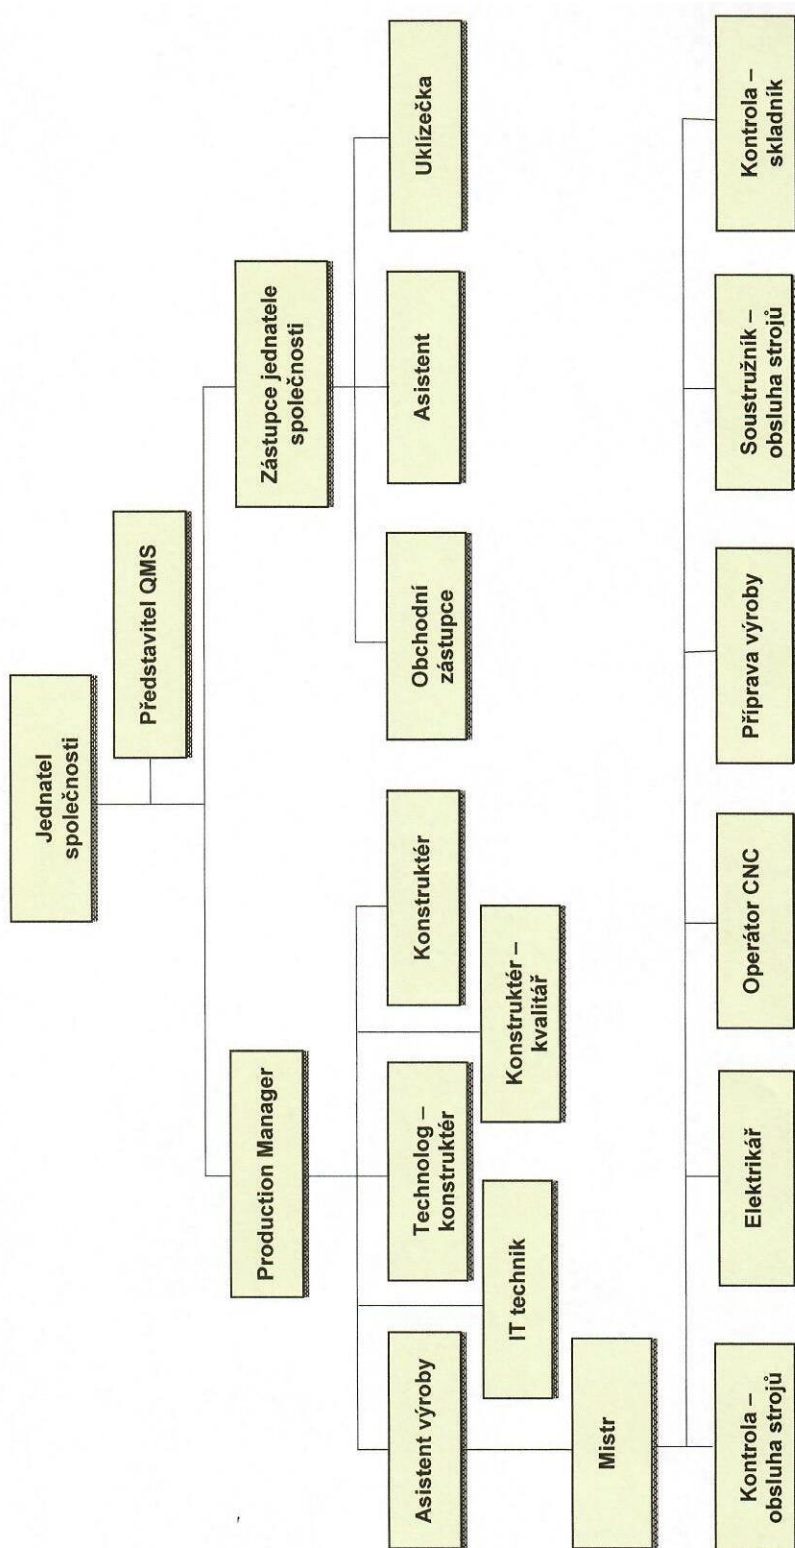 Jednatel
společnosti
Představitel QMS
Production Manager
Zástupce jednatele
společnosti
Asistent výroby
Technolog –
konstruktér
Konstruktér
Obchodní
zástupce
Asistent
Uklízečka
IT technik
Konstruktér –
kvalitář
Mistr
Kontrola –
obsluha strojů
Elektrikář
Operátor CNC
Příprava výroby
Soustružník –
obsluha strojů
Kontrola –
skladník